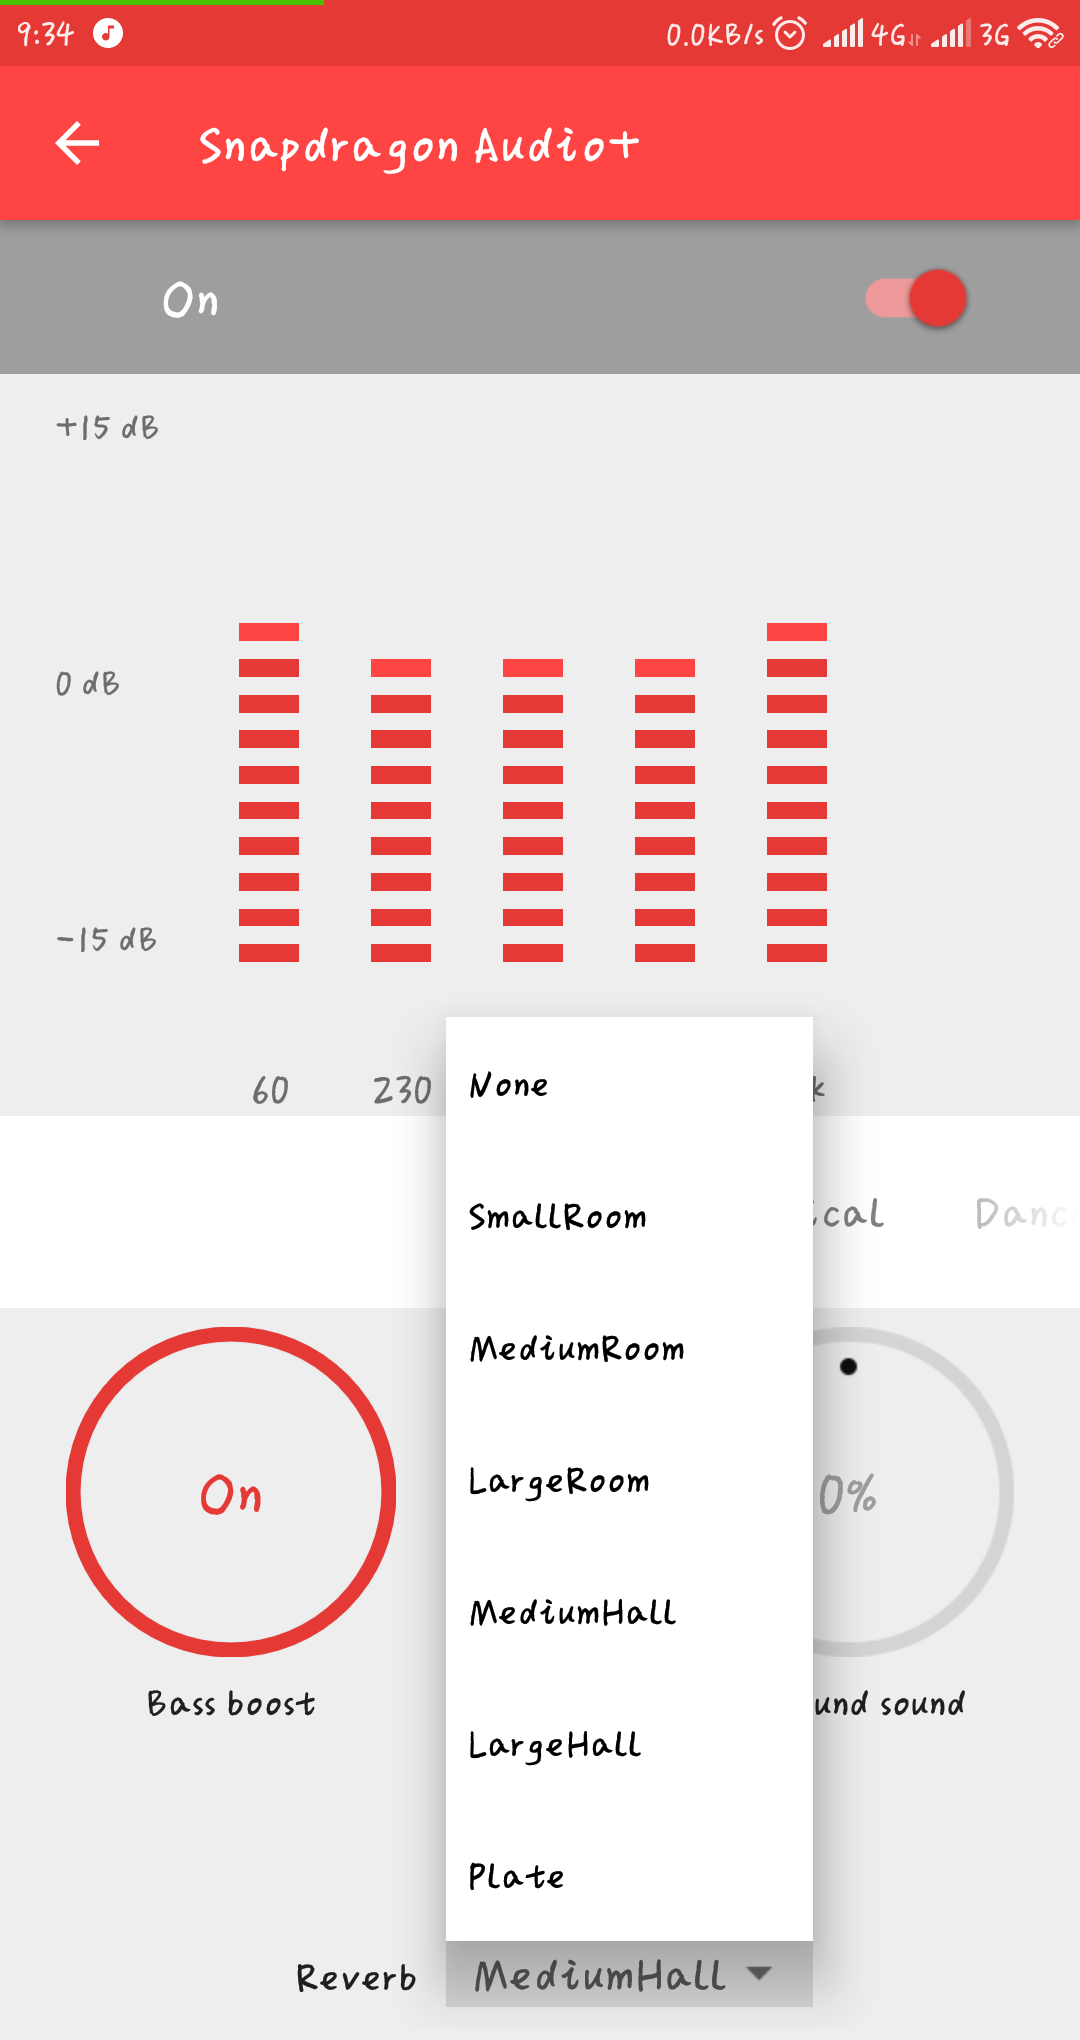 9:34 0.0KB/s 4G 3G
Snapdragon Audio+
On
+15 dB
0 dB
-15 dB
60 230 k
None
SmallRoom
MediumRoom
LargeRoom
MediumHall
LargeHall
Plate
ical Danc
On
0%
Bass boost
und sound
Reverb MediumHall